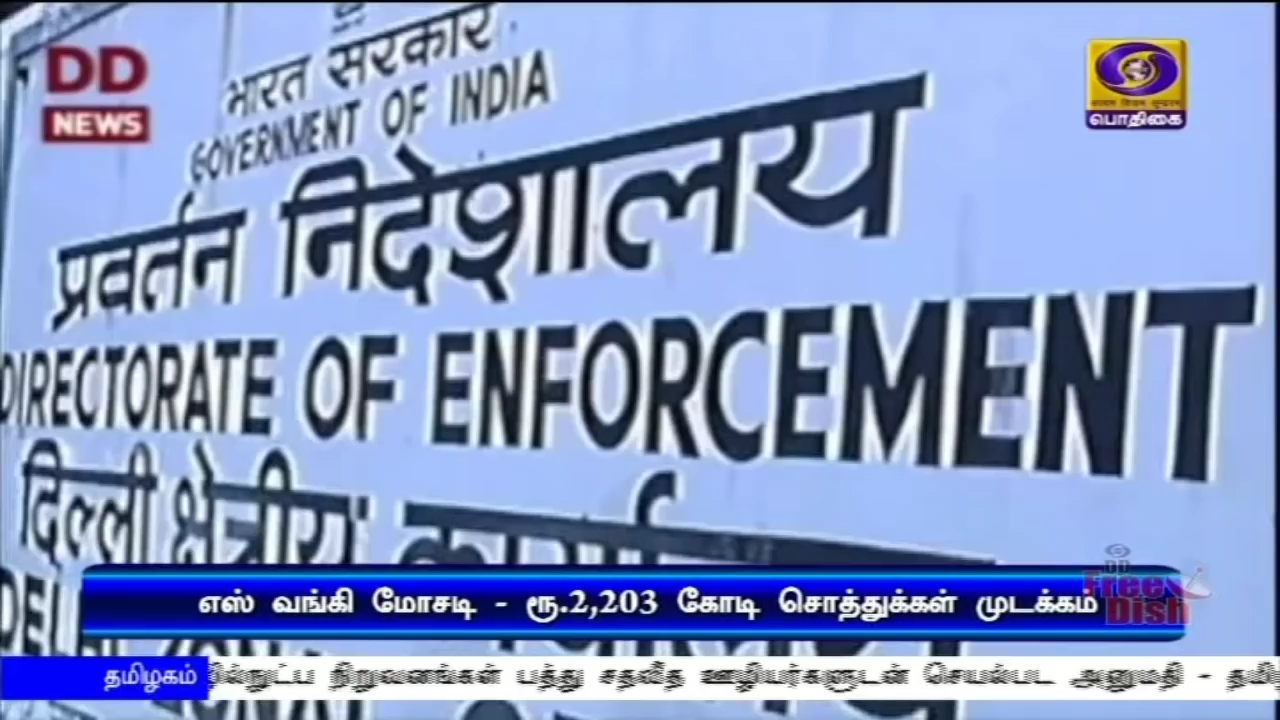 DD
NEWS
பொதிகை
भारत सरकार
GOVERNMENT OF INDIA
प्रवर्तन निदेशालय
DIRECTORATE OF ENFORCEMENT
दिल्ली क्षेत्रीय
எஸ் வங்கி மோசடி - ரூ.2,203 கோடி சொத்துக்கள் முடக்கம்
DD
Free Dish
தமிழகம்
நிறுவனங்கள் பத்து சதவீத ஊழியர்களுடன் செயல்பட அனுமதி -